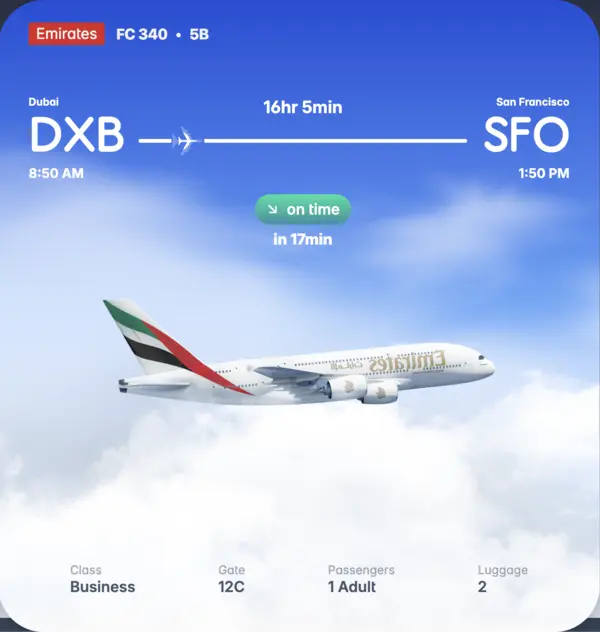 Emirates FC 340 • 5B
Dubai
San Francisco
DXB
16hr 5min
SFO
8:50 AM
1:50 PM
on time
in 17min
Emirates
Class
Gate
Passengers
Luggage
Business
12C
1 Adult
2